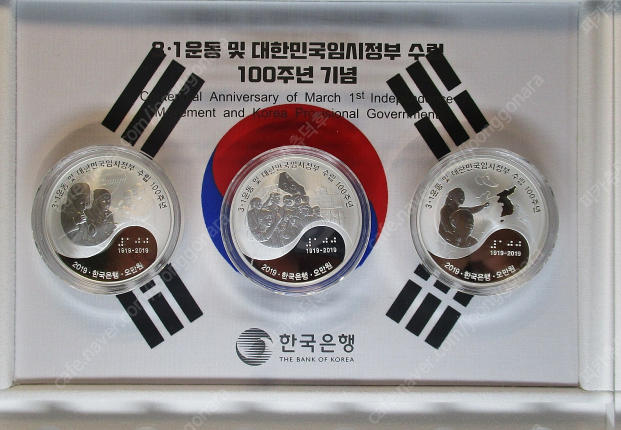 3·1운동 및 대한민국임시정부 수립
100주년 기념
Centennial Anniversary of March 1st Independence
Movement and Korea Provisional Government
3·1운동 및 대한민국임시정부 수립 100주년
1919-2019
2019·한국은행·오만원
3·1운동 및 대한민국임시정부 수립 100주년
1919-2019
2019·한국은행·오만원
3·1운동 및 대한민국임시정부 수립 100주년
1919-2019
2019·한국은행·오만원
한국은행
THE BANK OF KOREA